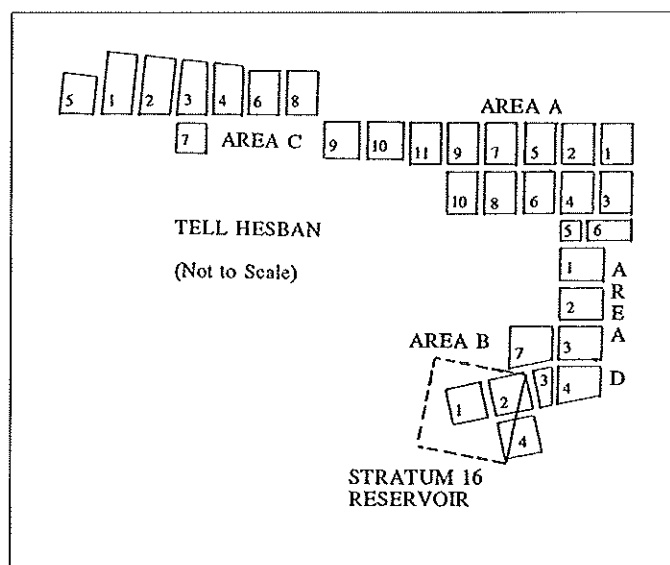 AREA A
5 1 2 3 4 6 8
7 AREA C 9 10 11 9 7 5 2 1
10 8 6 4 3
TELL HESBAN
5 6
(Not to Scale)
1
2
AREA D
AREA B
7 3
1 2 3 4
4
STRATUM 16
RESERVOIR